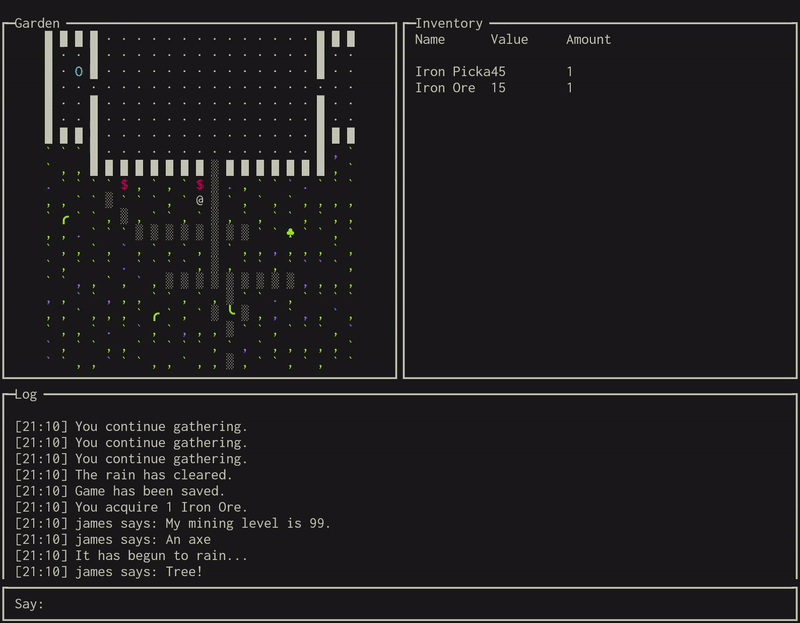 Garden
Inventory
Name Value Amount
Iron Picka45 1
Iron Ore 15 1
Log
[21:10] You continue gathering.
[21:10] You continue gathering.
[21:10] You continue gathering.
[21:10] The rain has cleared.
[21:10] Game has been saved.
[21:10] You acquire 1 Iron Ore.
[21:10] james says: My mining level is 99.
[21:10] james says: An axe
[21:10] It has begun to rain...
[21:10] james says: Tree!
Say: